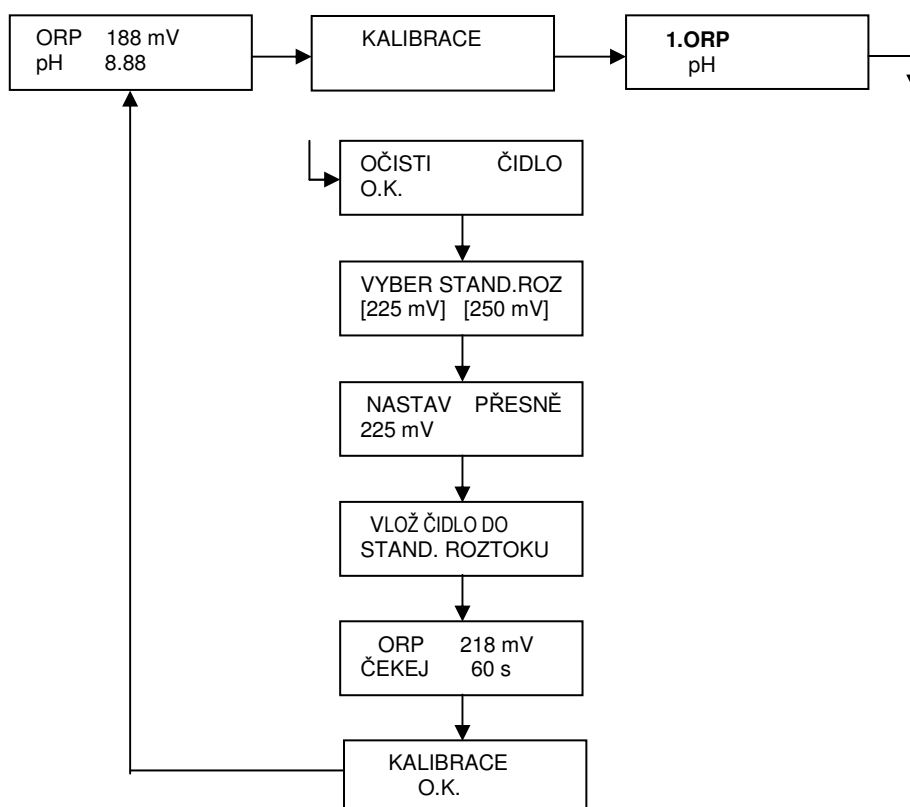 ORP 188 mV
pH 8.88
KALIBRACE
1.ORP
pH
OČISTI ČIDLO
O.K.
VYBER STAND.ROZ
[225 mV] [250 mV]
NASTAV PŘESNĚ
225 mV
VLOŽ ČIDLO DO
STAND. ROZTOKU
ORP 218 mV
ČEKEJ 60 s
KALIBRACE
O.K.